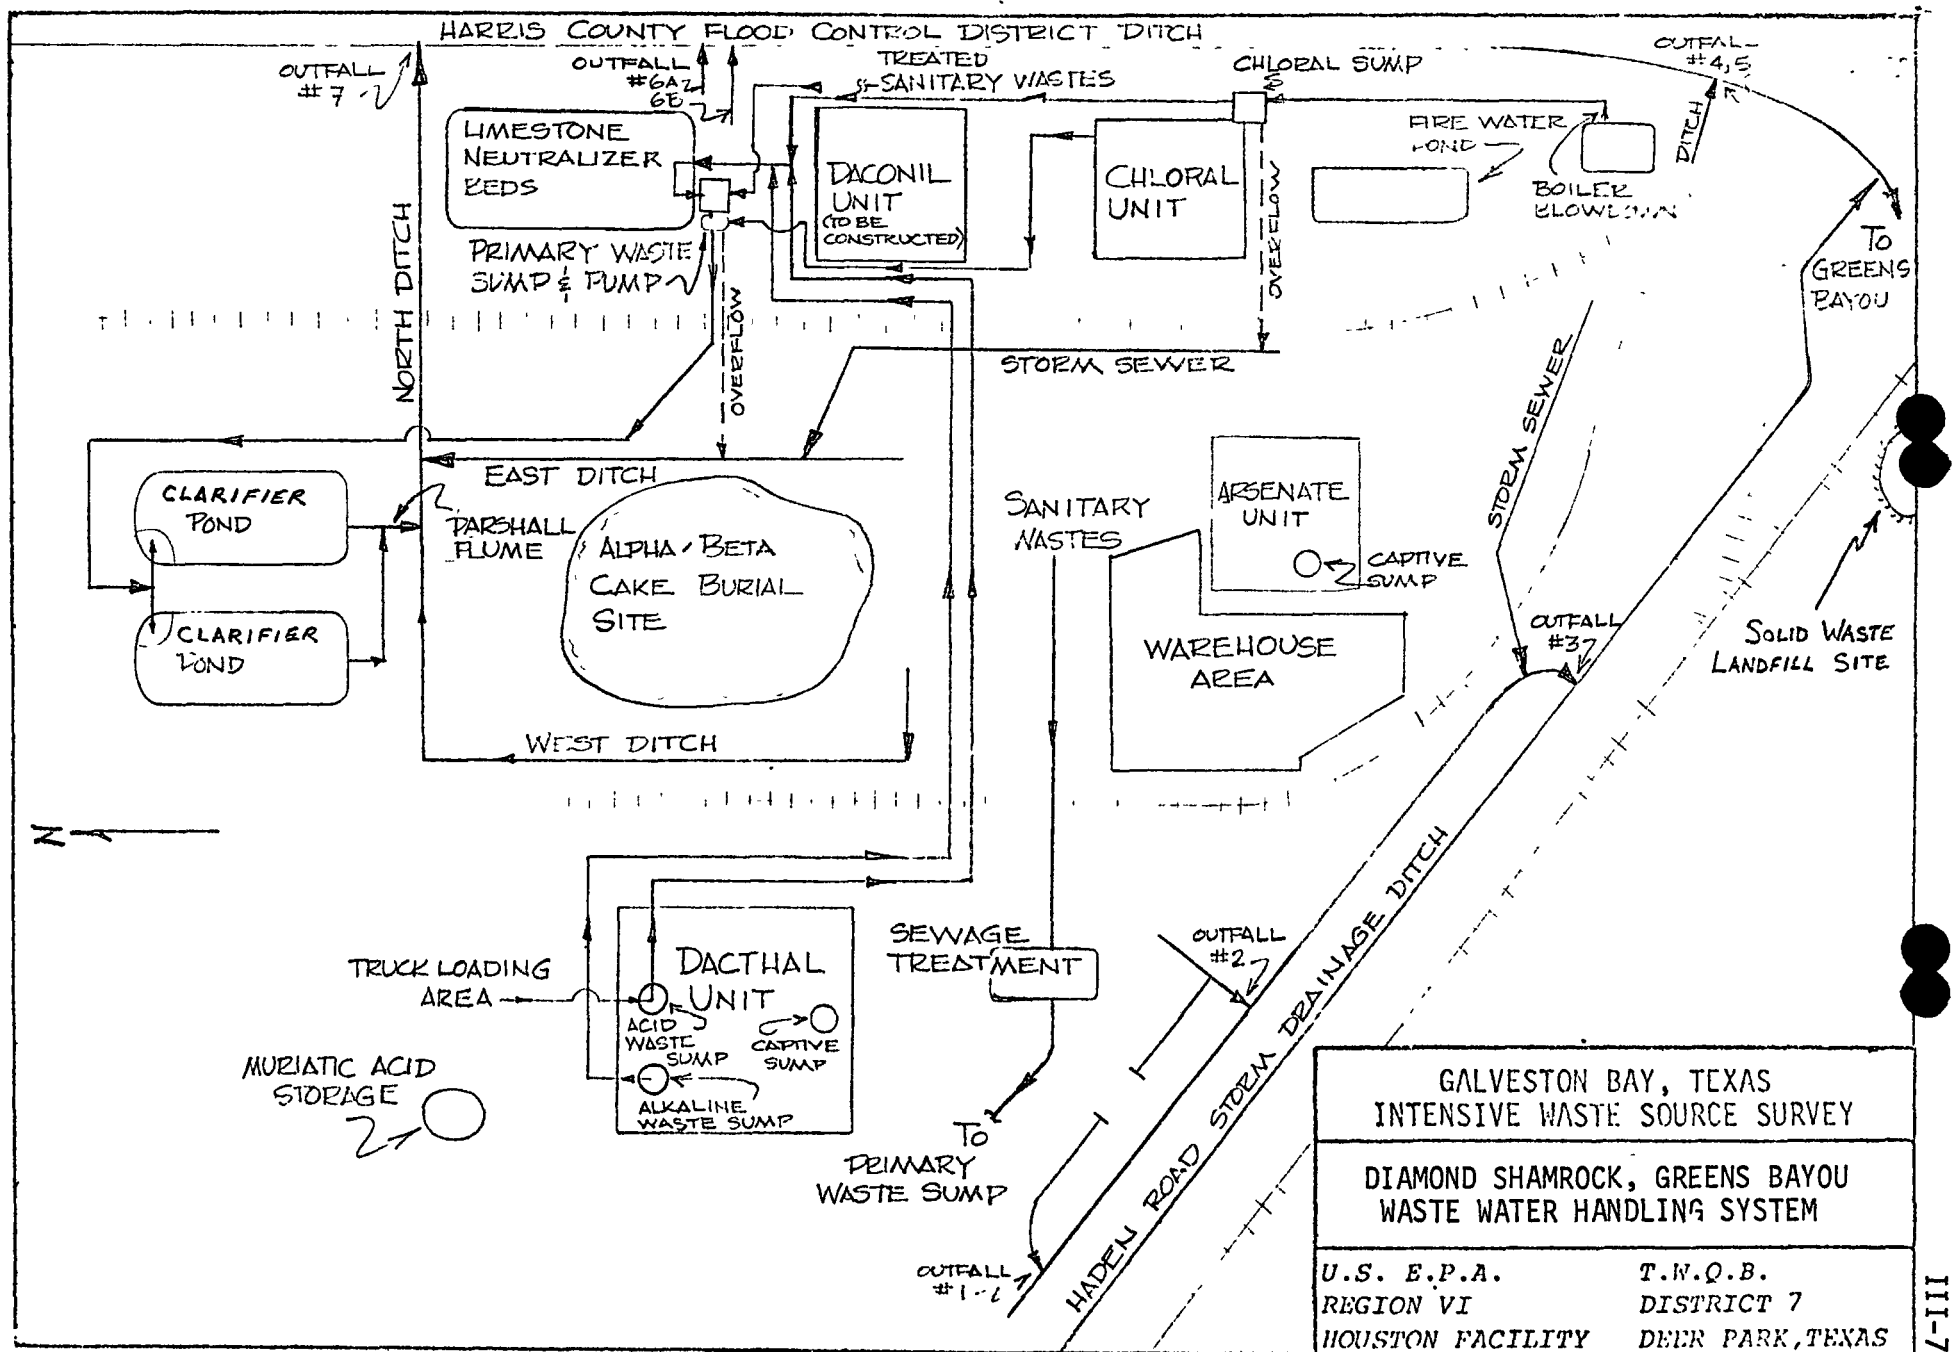 HARRIS COUNTY FLOOD CONTROL DISTRICT DITCH
OUTFALL
#7
OUTFALL
#6A
6B
TREATED
SANITARY WASTES
CHLORAL SUMP
OUTFAL
#4,5
DITCH
LIMESTONE
NEUTRALIZER
BEDS
DACONIL
UNIT
(TO BE
CONSTRUCTED)
CHLORAL
UNIT
OVERFLOW
FIRE WATER
POND
BOILER
BLOWDOWN
TO
GREENS
BAYOU
NORTH DITCH
PRIMARY WASTE
SUMP & PUMP
OVERFLOW
STORM SEWER
STORM SEWER
EAST DITCH
CLARIFIER
POND
PARSHALL
FLUME
ALPHA-BETA
CAKE BURIAL
SITE
SANITARY
WASTES
ARSENATE
UNIT
CAPTIVE
SUMP
CLARIFIER
POND
WAREHOUSE
AREA
OUTFALL
#3
SOLID WASTE
LANDFILL SITE
WEST DITCH
N
TRUCK LOADING
AREA
DACTHAL
UNIT
ACID
WASTE
SUMP
CAPTIVE
SUMP
ALKALINE
WASTE SUMP
SEWAGE
TREATMENT
OUTFALL
#2
MURIATIC ACID
STORAGE
TO
PRIMARY
WASTE SUMP
OUTFALL
#1
HADEN ROAD STORM DRAINAGE DITCH
GALVESTON BAY, TEXAS
INTENSIVE WASTE SOURCE SURVEY
DIAMOND SHAMROCK, GREENS BAYOU
WASTE WATER HANDLING SYSTEM
U.S. E.P.A.
REGION VI
HOUSTON FACILITY
T.W.Q.B.
DISTRICT 7
DEER PARK, TEXAS
III-7